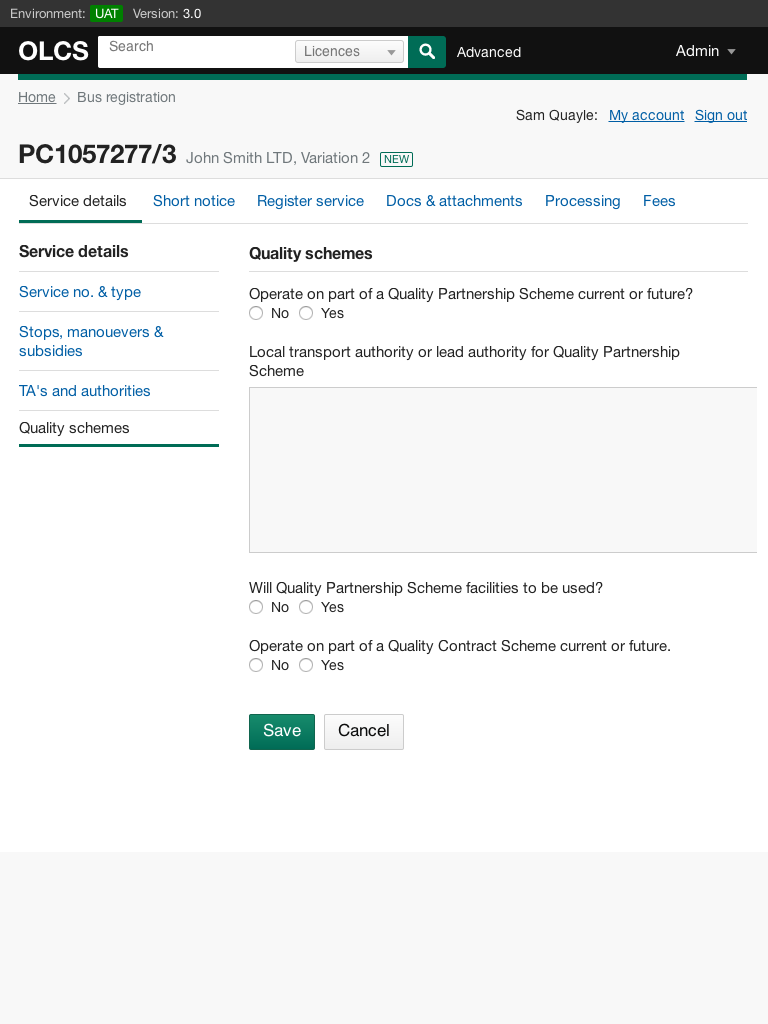 Environment: UAT Version: 3.0
OLCS Search Licences Advanced Admin
Home Bus registration
Sam Quayle: My account Sign out
PC1057277/3 John Smith LTD, Variation 2 NEW
Service details Short notice Register service Docs & attachments Processing Fees
Service details
Service no. & type
Stops, manouevers &
subsidies
TA's and authorities
Quality schemes
Quality schemes
Operate on part of a Quality Partnership Scheme current or future?
No Yes
Local transport authority or lead authority for Quality Partnership
Scheme
Will Quality Partnership Scheme facilities to be used?
No Yes
Operate on part of a Quality Contract Scheme current or future.
No Yes
Save Cancel